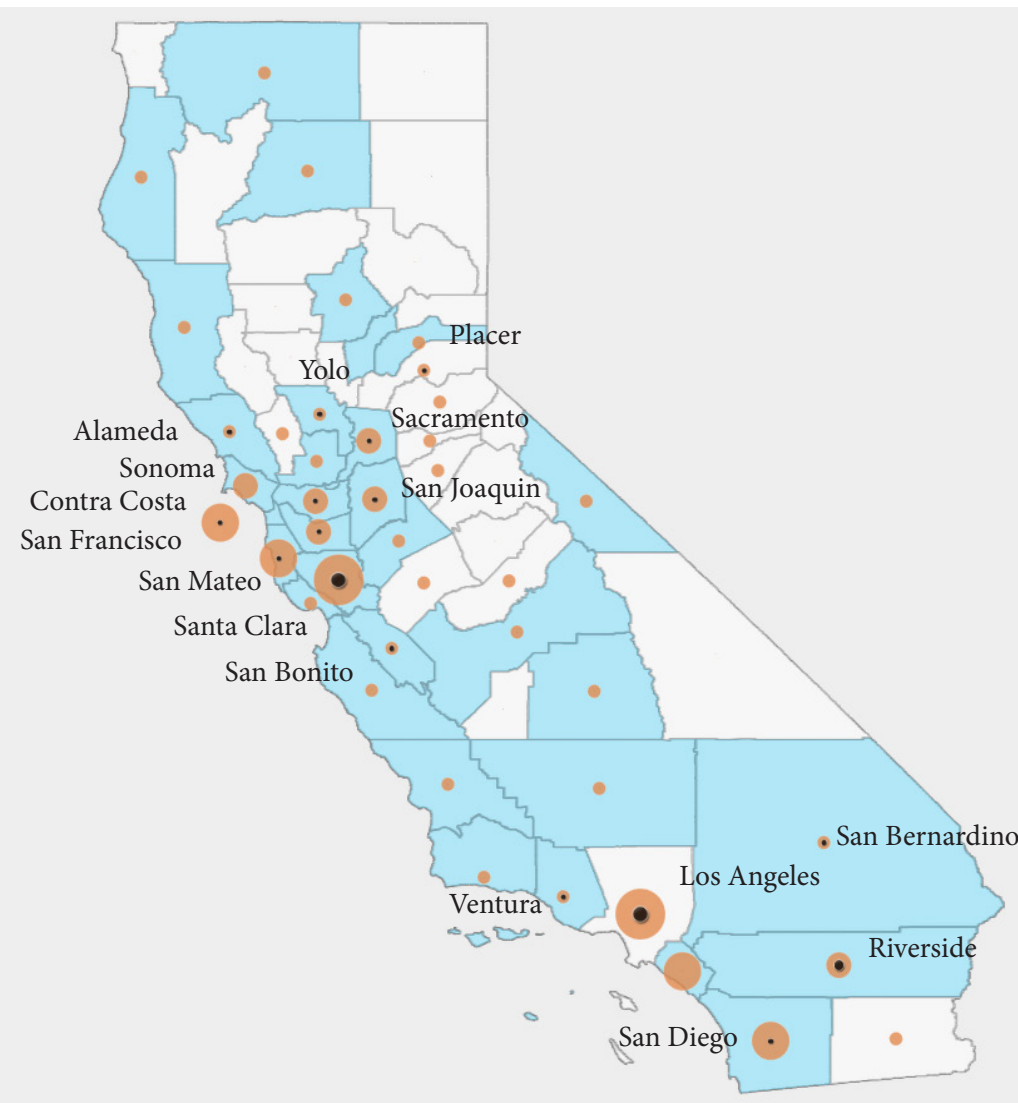 Placer
Yolo
Sacramento
Alameda
Sonoma
San Joaquin
Contra Costa
San Francisco
San Mateo
Santa Clara
San Bonito
San Bernardino
Los Angeles
Ventura
Riverside
San Diego